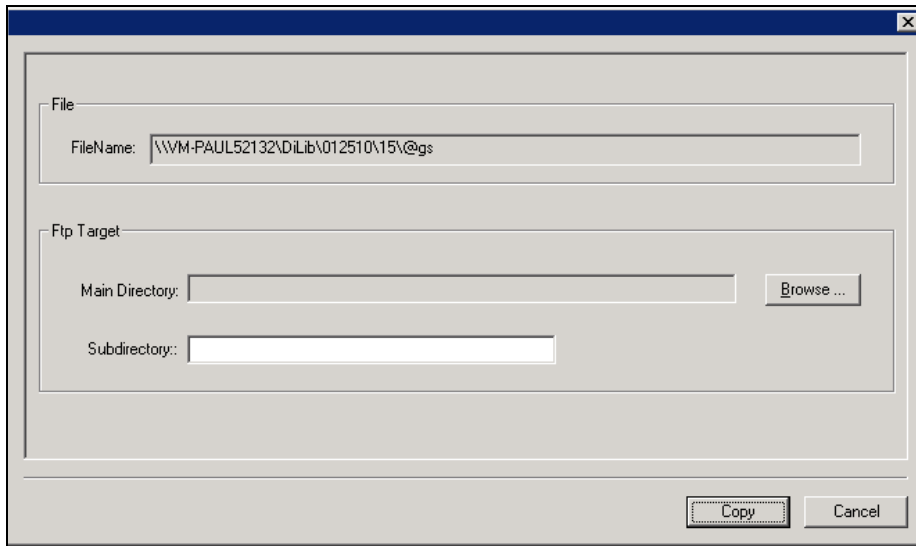 File
FileName: \\VM-PAUL52132\DiLib\012510\15\@gs
Ftp Target
Main Directory: Browse ...
Subdirectory::
Copy Cancel